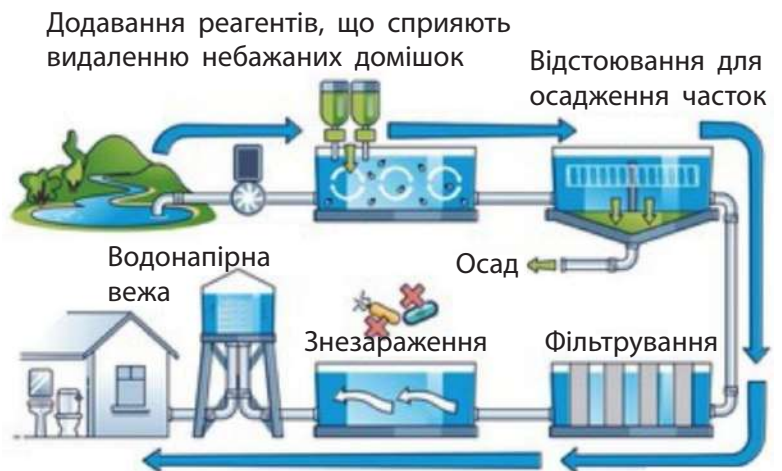 Додавання реагентів, що сприяють
видаленню небажаних домішок
Відстоювання для
осадження часток
Водонапірна
вежа
Осад
Знезараження
Фільтрування